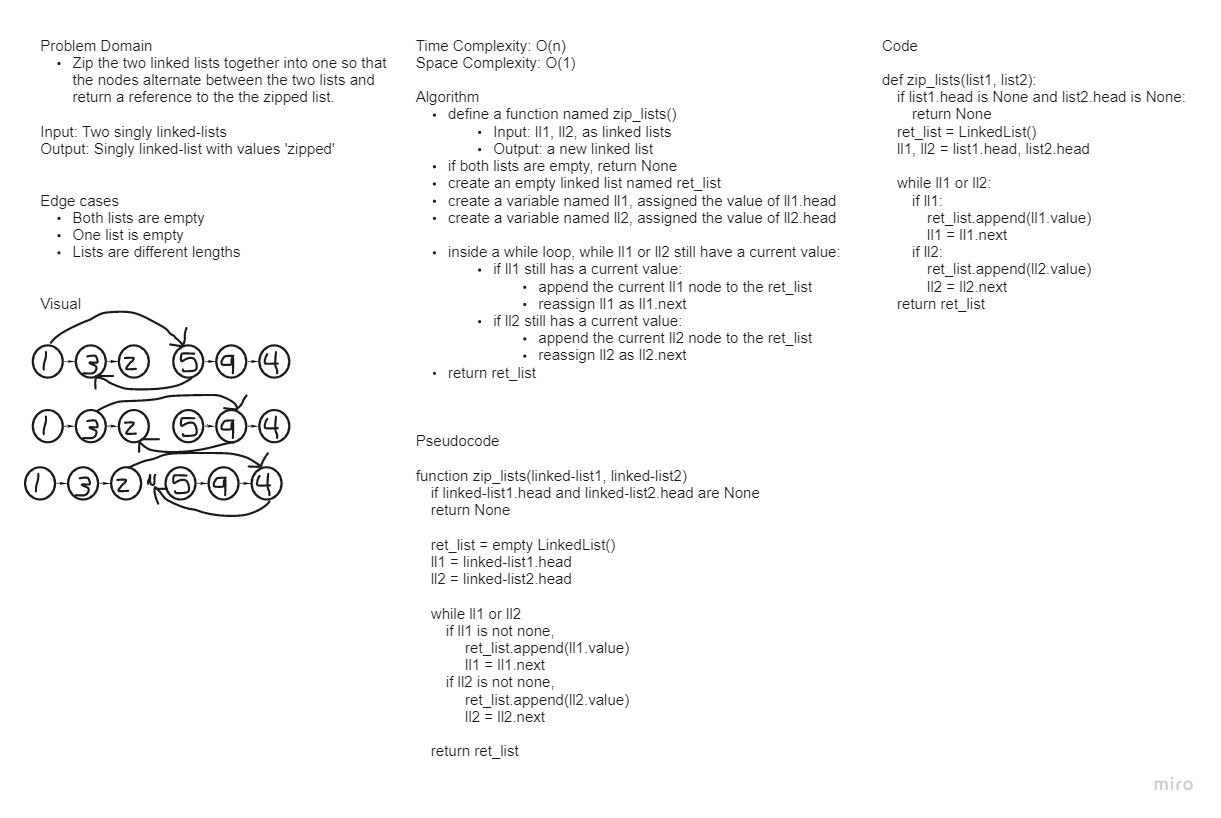 Problem Domain
• Zip the two linked lists together into one so that
the nodes alternate between the two lists and
return a reference to the the zipped list.
Input: Two singly linked-lists
Output: Singly linked-list with values 'zipped'
Edge cases
• Both lists are empty
• One list is empty
• Lists are different lengths
Visual
1 3 2 5 9 4
1 3 2 5 9 4
1 3 2 N 5 9 4
Time Complexity: O(n)
Space Complexity: O(1)
Algorithm
• define a function named zip_lists()
• Input: ll1, ll2, as linked lists
• Output: a new linked list
• if both lists are empty, return None
• create an empty linked list named ret_list
• create a variable named ll1, assigned the value of ll1.head
• create a variable named ll2, assigned the value of ll2.head
• inside a while loop, while ll1 or ll2 still have a current value:
• if ll1 still has a current value:
• append the current ll1 node to the ret_list
• reassign ll1 as ll1.next
• if ll2 still has a current value:
• append the current ll2 node to the ret_list
• reassign ll2 as ll2.next
• return ret_list
Pseudocode
function zip_lists(linked-list1, linked-list2)
if linked-list1.head and linked-list2.head are None
return None
ret_list = empty LinkedList()
ll1 = linked-list1.head
ll2 = linked-list2.head
while ll1 or ll2
if ll1 is not none,
ret_list.append(ll1.value)
ll1 = ll1.next
if ll2 is not none,
ret_list.append(ll2.value)
ll2 = ll2.next
return ret_list
Code
def zip_lists(list1, list2):
if list1.head is None and list2.head is None:
return None
ret_list = LinkedList()
ll1, ll2 = list1.head, list2.head
while ll1 or ll2:
if ll1:
ret_list.append(ll1.value)
ll1 = ll1.next
if ll2:
ret_list.append(ll2.value)
ll2 = ll2.next
return ret_list
miro